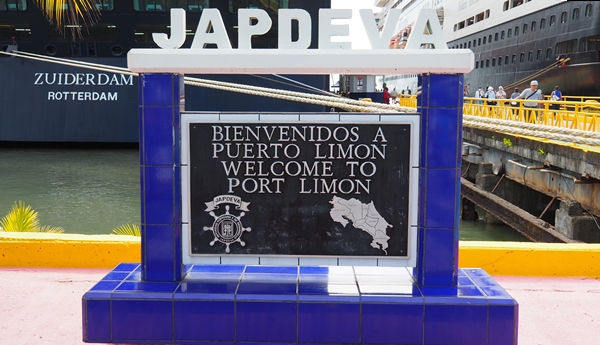 JAPDEVA
ZUIDERDAM
ROTTERDAM
BIENVENIDOS A
PUERTO LIMON
WELCOME TO
PORT LIMON
JAPDEVA